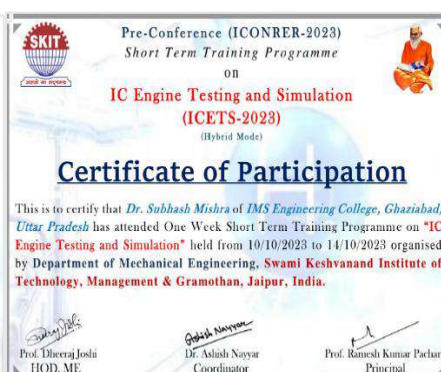 SKIT
Pre-Conference (ICONRER-2023)
Short Term Training Programme
on
IC Engine Testing and Simulation
(ICETS-2023)
(Hybrid Mode)
Certificate of Participation
This is to certify that Dr. Subhash Mishra of IMS Engineering College, Ghaziabad,
Uttar Pradesh has attended One Week Short Term Training Programme on "IC
Engine Testing and Simulation" held from 10/10/2023 to 14/10/2023 organised
by Department of Mechanical Engineering, Swami Keshvanand Institute of
Technology, Management & Gramothan, Jaipur, India.
Ashish Nayyar
Prof. Dheeraj Joshi Dr. Ashish Nayyar Prof. Ramesh Kumar Pachar
HOD, ME Coordinator Principal